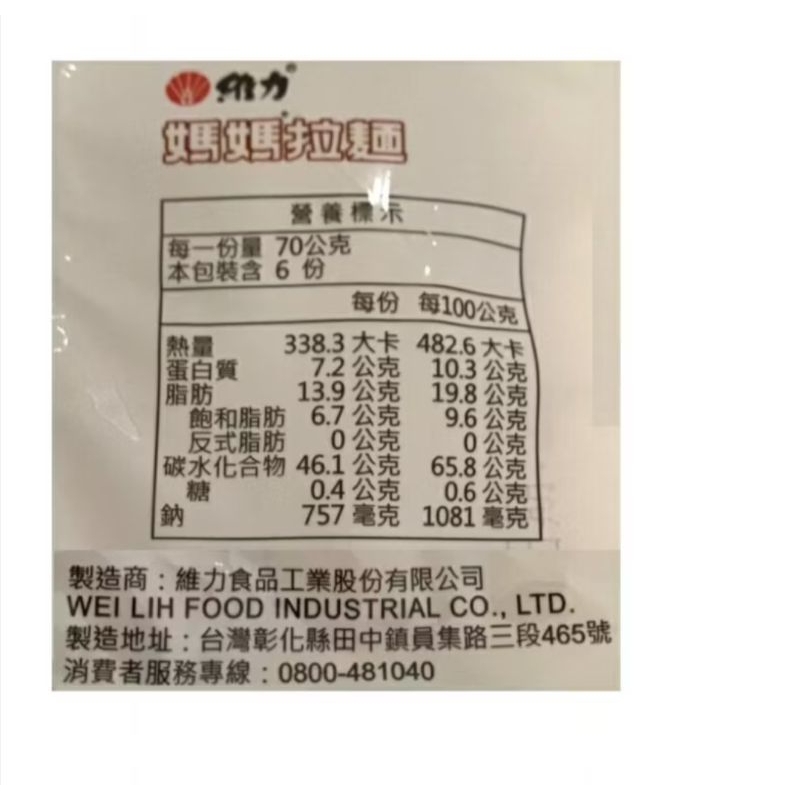 維力®
媽媽拉麵
營養標示
每一份量 70公克
本包裝含 6 份
每份 每100公克
熱量 338.3 大卡 482.6 大卡
蛋白質 7.2 公克 10.3 公克
脂肪 13.9 公克 19.8 公克
飽和脂肪 6.7 公克 9.6 公克
反式脂肪 0 公克 0 公克
碳水化合物 46.1 公克 65.8 公克
糖 0.4 公克 0.6 公克
鈉 757 毫克 1081 毫克
製造商：維力食品工業股份有限公司
WEI LIH FOOD INDUSTRIAL CO., LTD.
製造地址：台灣彰化縣田中鎮員集路三段465號
消費者服務專線：0800-481040